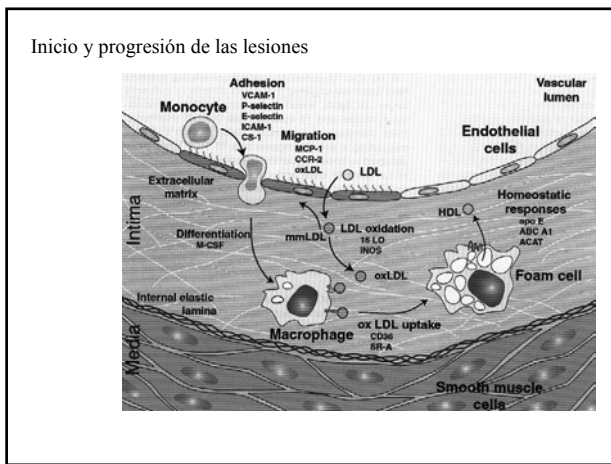 Inicio y progresión de las lesiones
Adhesion
VCAM-1
P-selectin
E-selectin
ICAM-1
CS-1
Monocyte
Vascular
lumen
Migration
MCP-1
CCR-2
oxLDL
Endothelial
cells
LDL
Extracellular
matrix
Homeostatic
responses
apo E
ABC A1
ACAT
HDL
Intima
Differentiation
M-CSF
mmLDL
LDL oxidation
15 LO
iNOS
oxLDL
Foam cell
Internal elastic
lamina
Macrophage
ox LDL uptake
CD36
SR-A
Media
Smooth muscle
cells